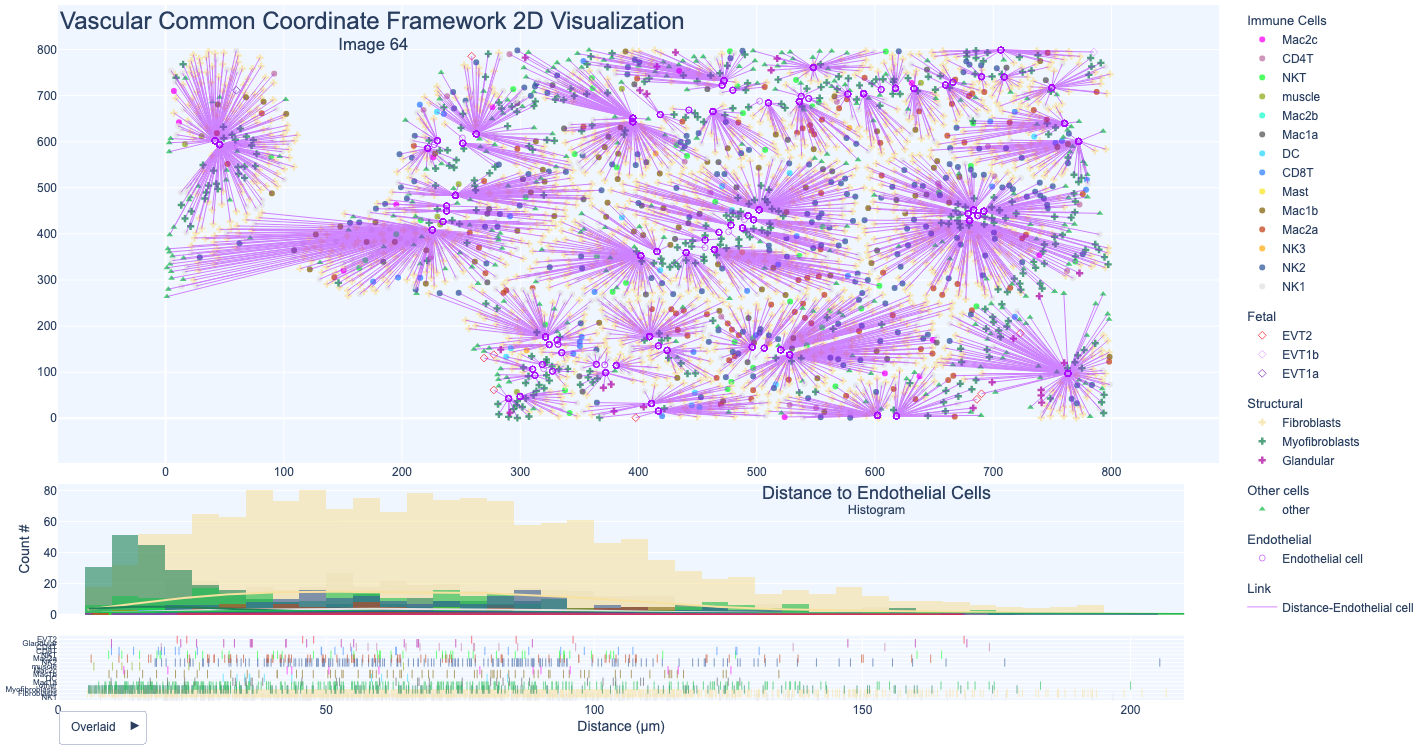 Vascular Common Coordinate Framework 2D Visualization
Image 64
800
700
600
500
400
300
200
100
0
0 100 200 300 400 500 600 700 800
Immune Cells
Mac2c
CD4T
NKT
muscle
Mac2b
Mac1a
DC
CD8T
Mast
Mac1b
Mac2a
NK3
NK2
NK1
Fetal
EVT2
EVT1b
EVT1a
Structural
Fibroblasts
Myofibroblasts
Glandular
Other cells
other
Endothelial
Endothelial cell
Link
Distance-Endothelial cell
Distance to Endothelial Cells
Histogram
Count #
80
60
40
20
0
EVT2
Glandular
Myofibroblasts
0 50 100 150 200
Distance (μm)
Overlaid ▶